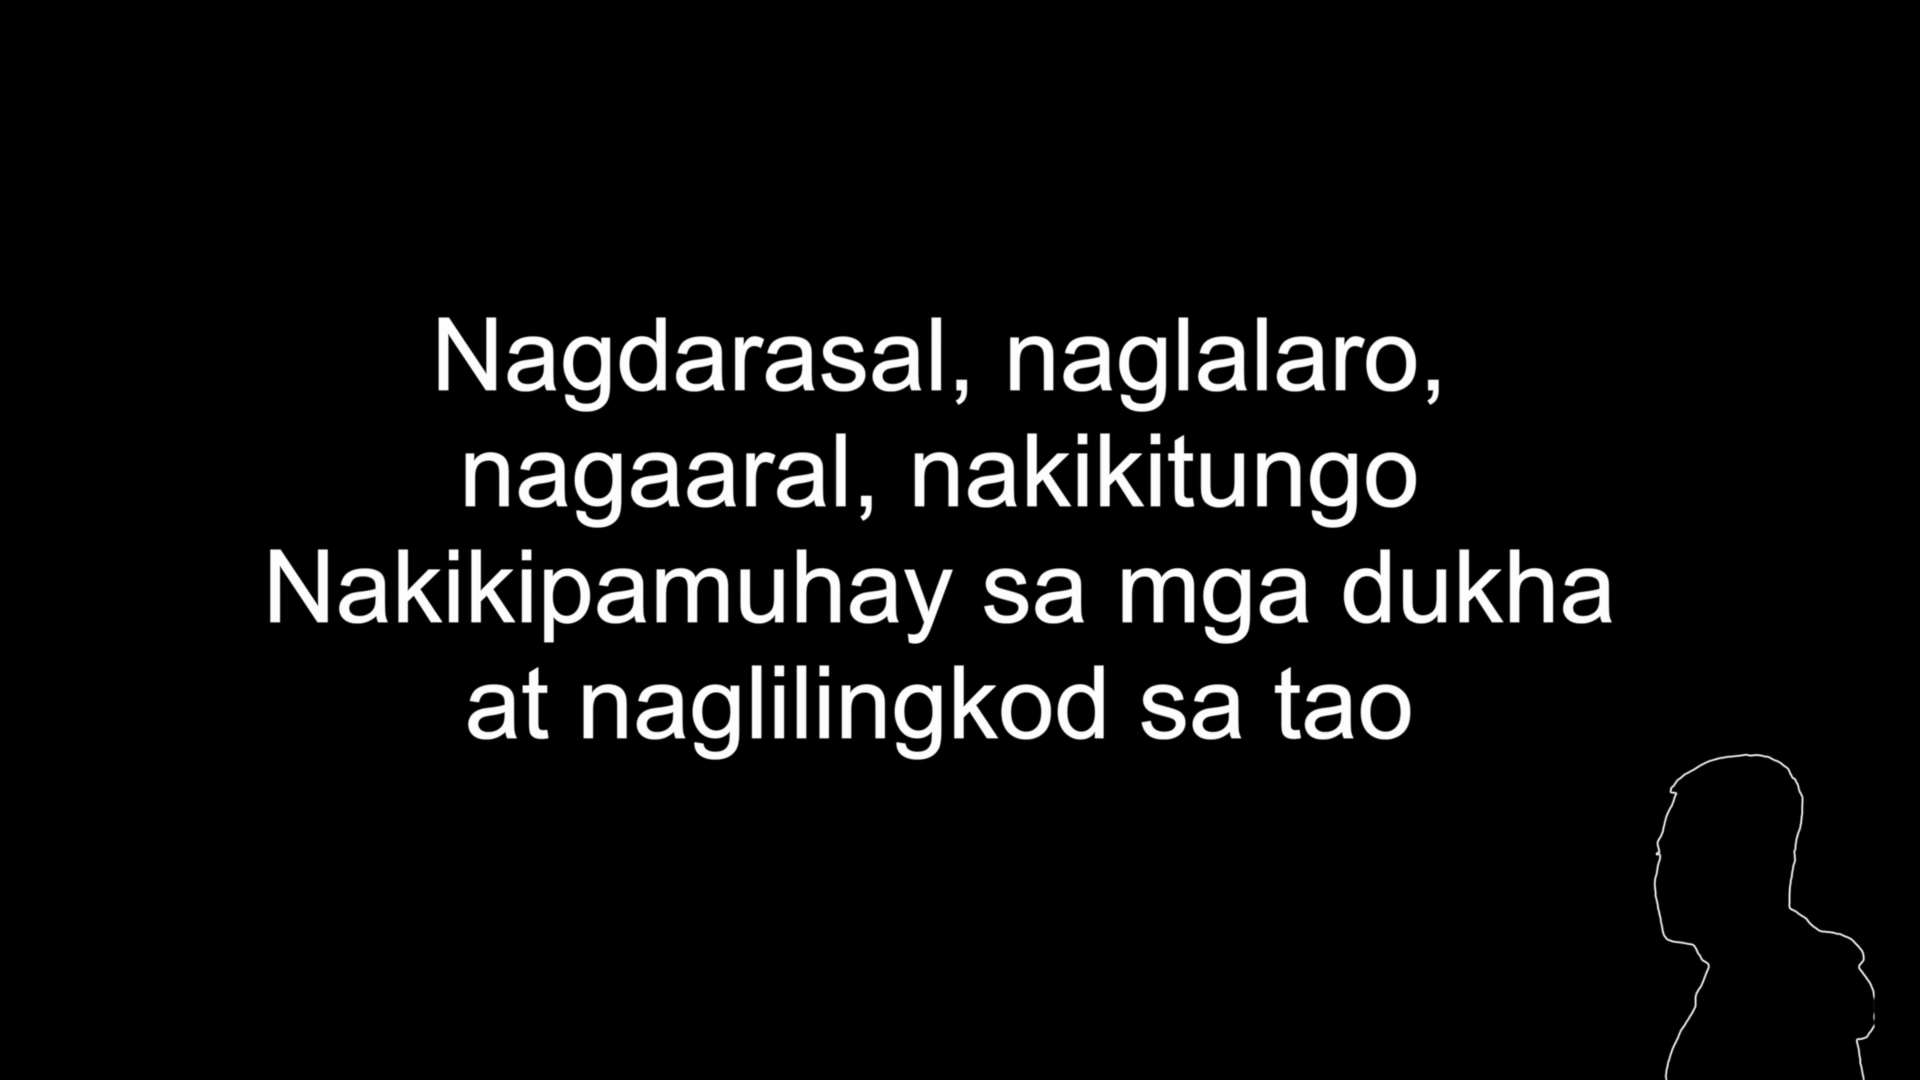 Nagdarasal, naglalaro,
nagaaral, nakikitungo
Nakikipamuhay sa mga dukha
at naglilingkod sa tao